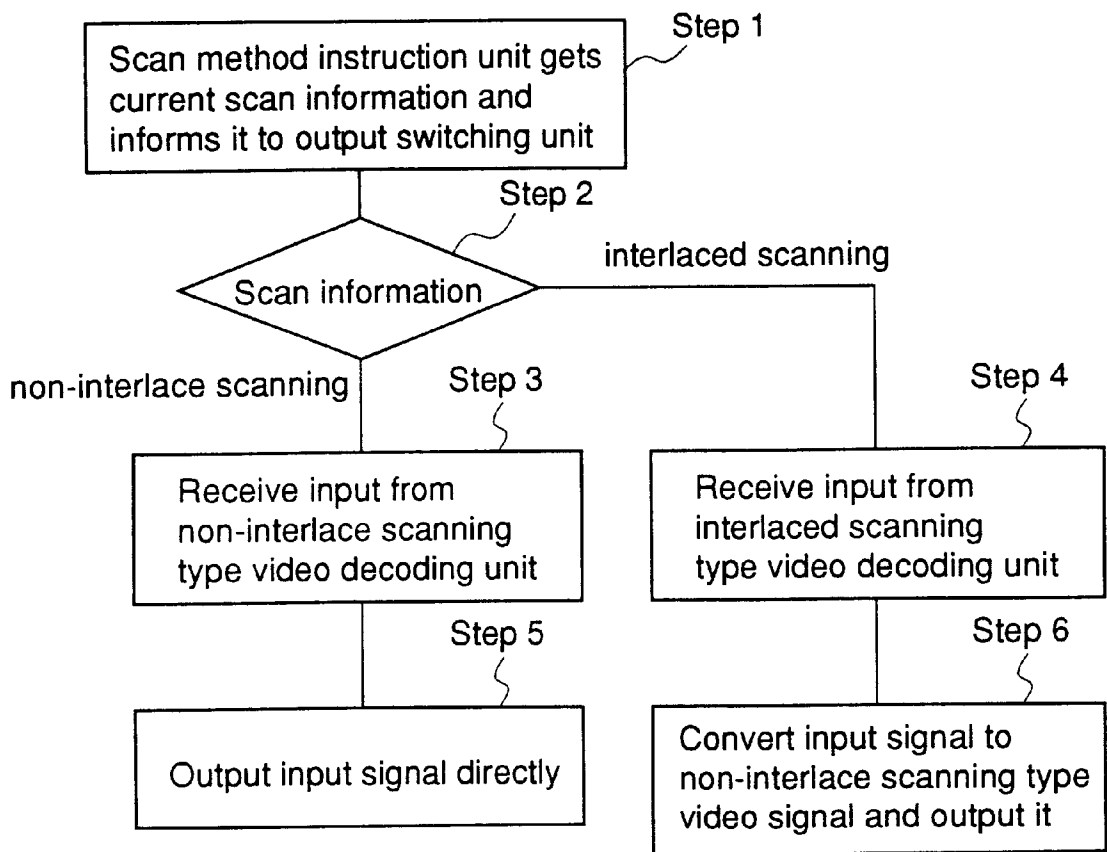 Step 1
Scan method instruction unit gets
current scan information and
informs it to output switching unit
Step 2
interlaced scanning
Scan information
non-interlace scanning
Step 3
Step 4
Receive input from
non-interlace scanning
type video decoding unit
Receive input from
interlaced scanning
type video decoding unit
Step 5
Step 6
Output input signal directly
Convert input signal to
non-interlace scanning type
video signal and output it